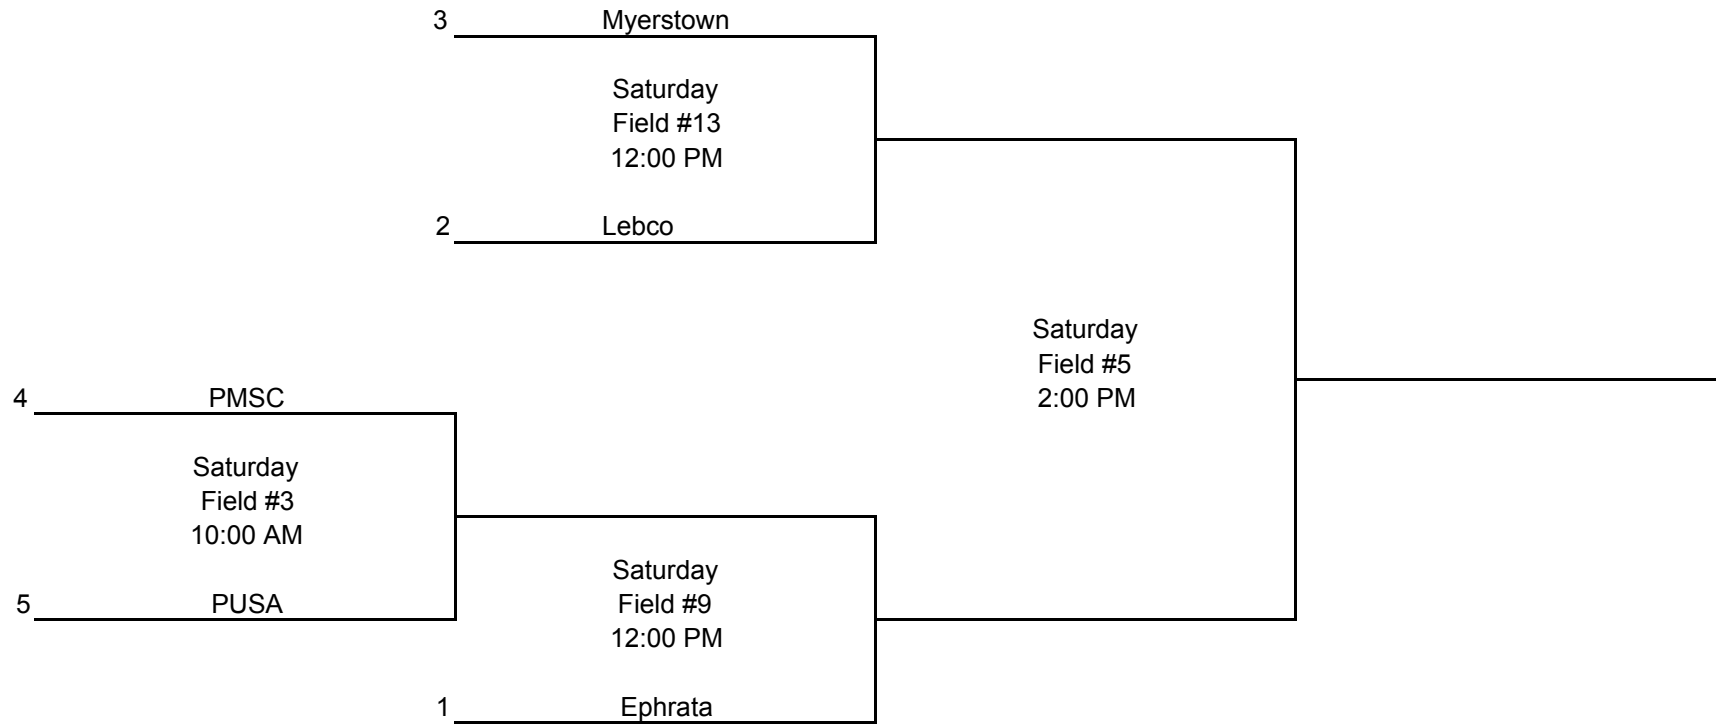 3 Myerstown
Saturday
Field #13
12:00 PM
2 Lebco
Saturday
Field #5
2:00 PM
4 PMSC
Saturday
Field #3
10:00 AM
5 PUSA
Saturday
Field #9
12:00 PM
1 Ephrata